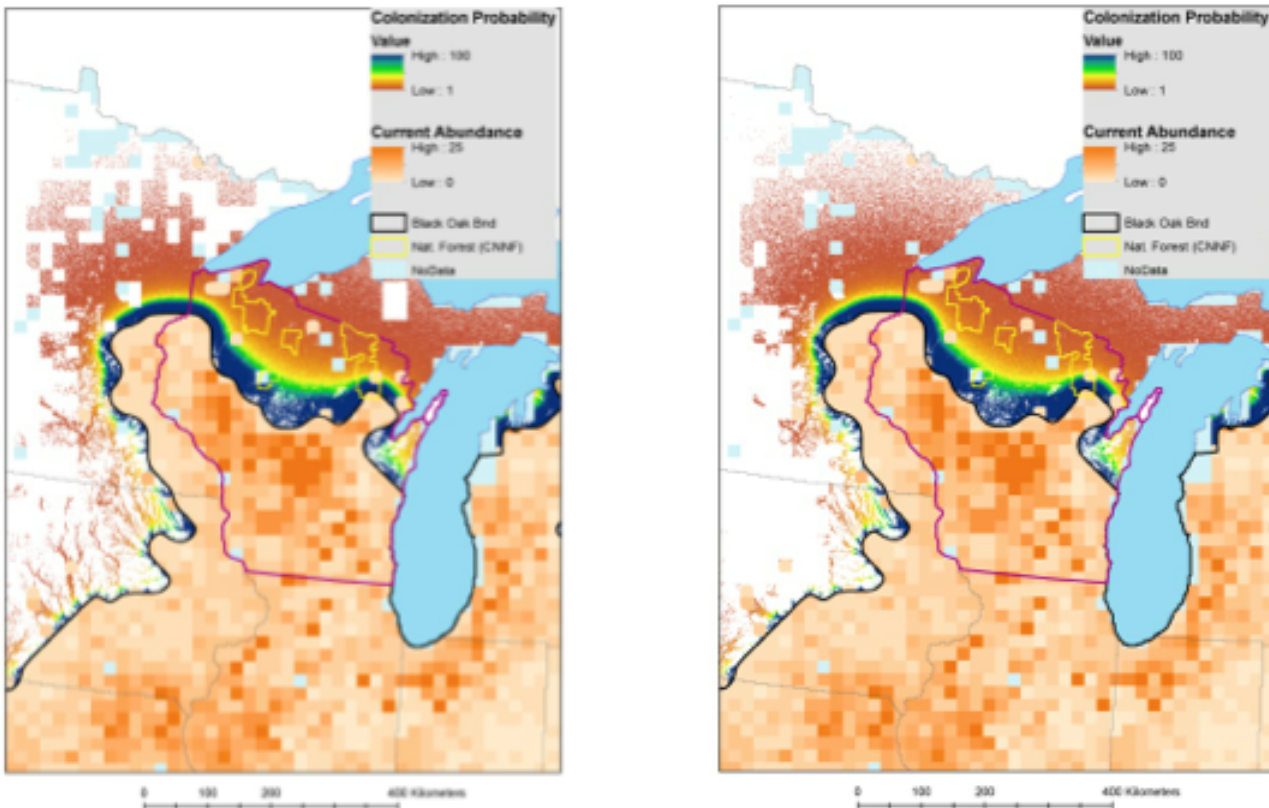 Colonization Probability
Value
High : 100
Low : 1
Current Abundance
High : 25
Low : 0
Black Oak Bnd
Nat. Forest (CNNF)
NoData
0 100 200 400 Kilometers
Colonization Probability
Value
High : 100
Low : 1
Current Abundance
High : 25
Low : 0
Black Oak Bnd
Nat. Forest (CNNF)
NoData
0 100 200 400 Kilometers